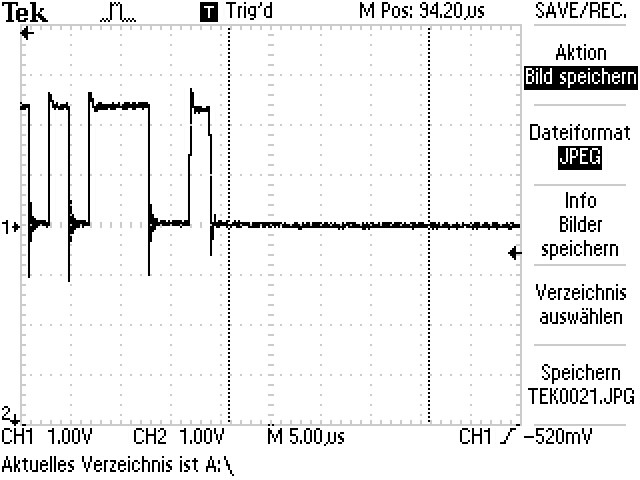 Tek
T Trig'd
M Pos: 94.20µs
SAVE/REC.
Aktion
Bild speichern
Dateiformat
JPEG
Info
Bilder
speichern
Verzeichnis
auswählen
Speichern
TEK0021.JPG
1
2
CH1 1.00V CH2 1.00V M 5.00µs CH1 -520mV
Aktuelles Verzeichnis ist A:\